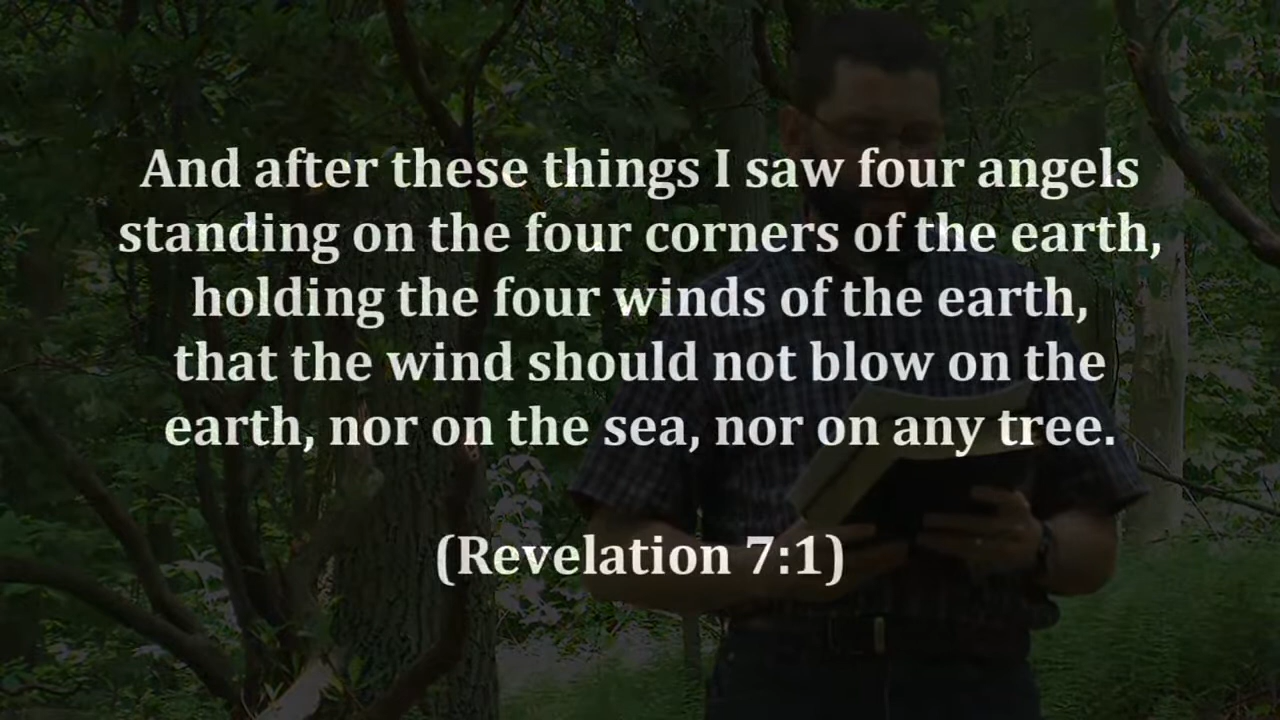 And after these things I saw four angels
standing on the four corners of the earth,
holding the four winds of the earth,
that the wind should not blow on the
earth, nor on the sea, nor on any tree.
(Revelation 7:1)